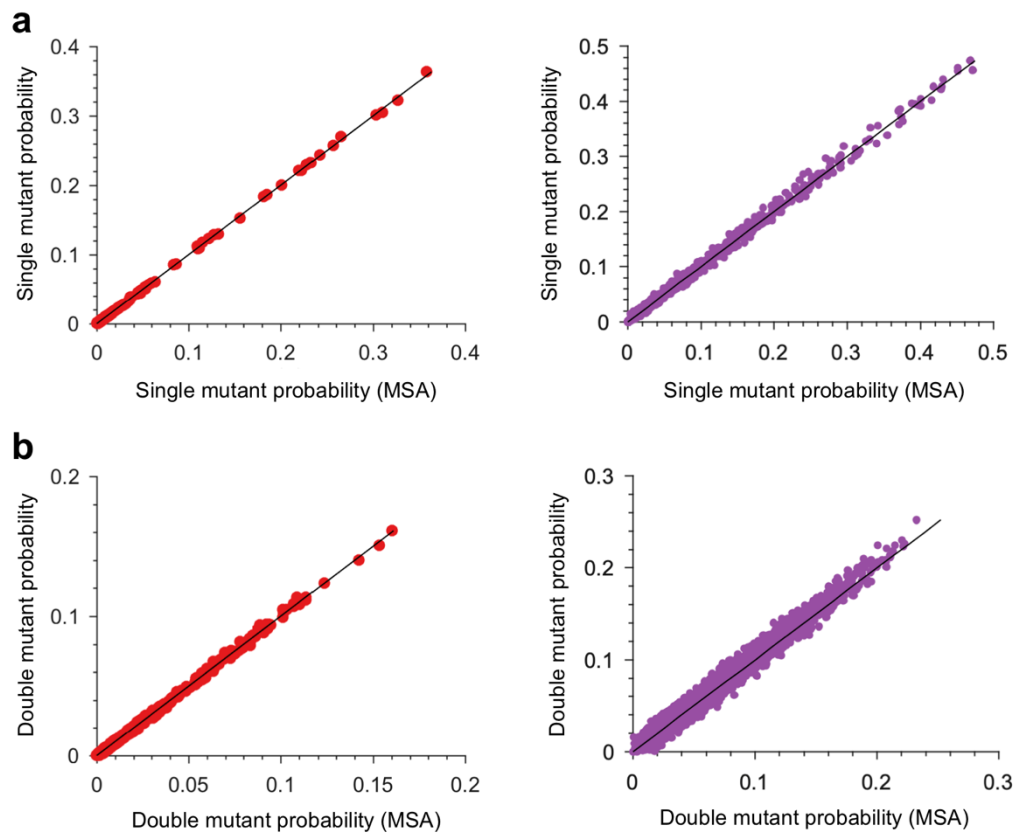 a
0.4
0.3
0.2
0.1
0
Single mutant probability
0 0.1 0.2 0.3 0.4
Single mutant probability (MSA)
0.5
0.4
0.3
0.2
0.1
0
Single mutant probability
0 0.1 0.2 0.3 0.4 0.5
Single mutant probability (MSA)
b
0.2
0.1
0
Double mutant probability
0 0.05 0.1 0.15 0.2
Double mutant probability (MSA)
0.3
0.2
0.1
0
Double mutant probability
0 0.1 0.2 0.3
Double mutant probability (MSA)